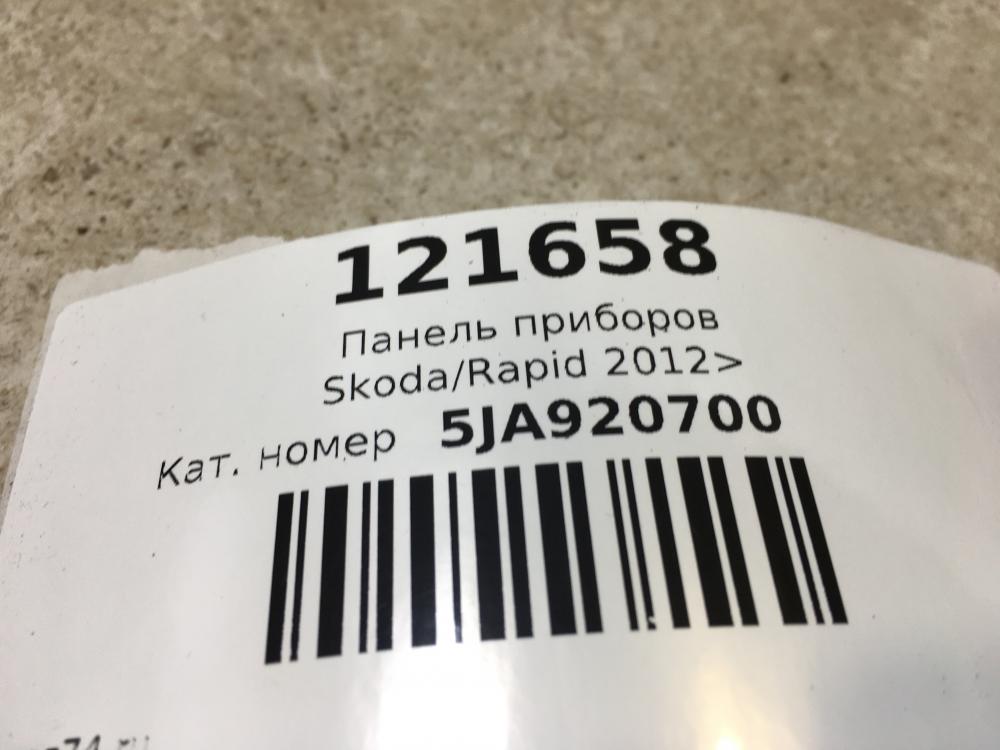 121658
Панель приборов
Skoda/Rapid 2012>
Кат. номер 5JA920700